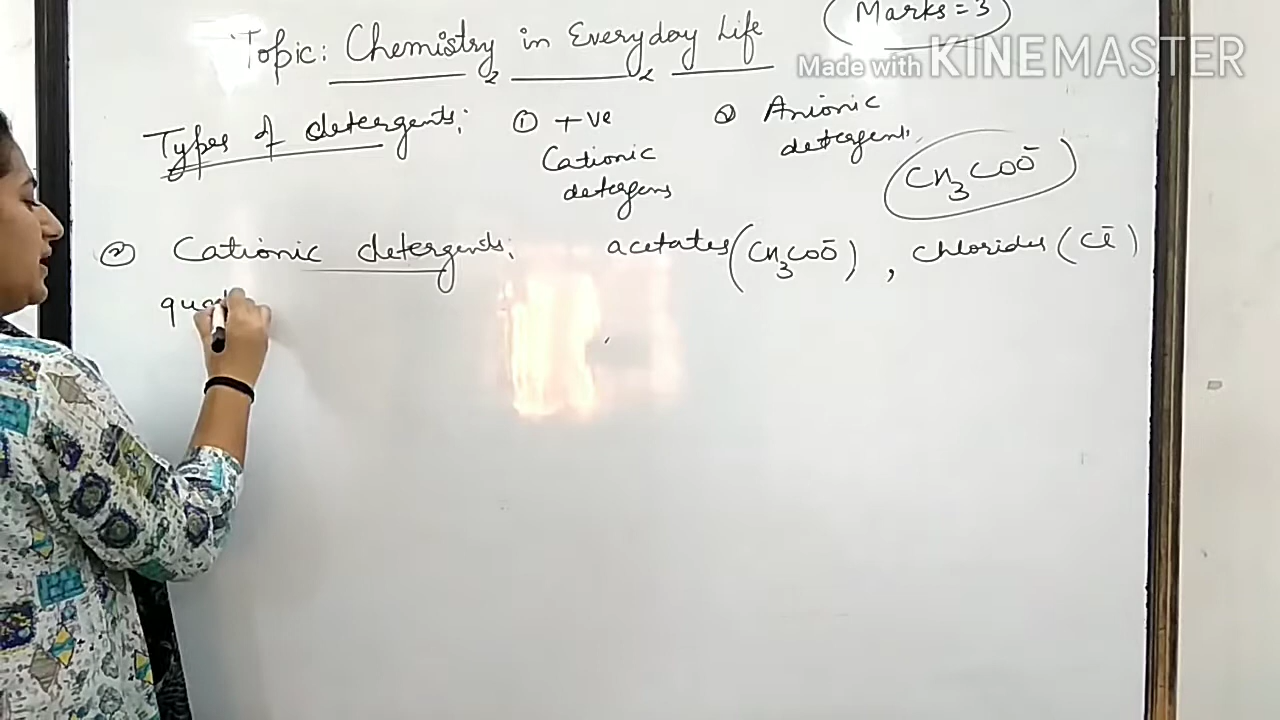 Marks = 3
Made with KINEMASTER
Topic: Chemistry in Everyday Life
Types of detergents: ① +ve ② Anionic
Cationic detergents
detergens CH₃COO⁻
② Cationic detergents: acetates (CH₃COO⁻), chlorides (Cl⁻)